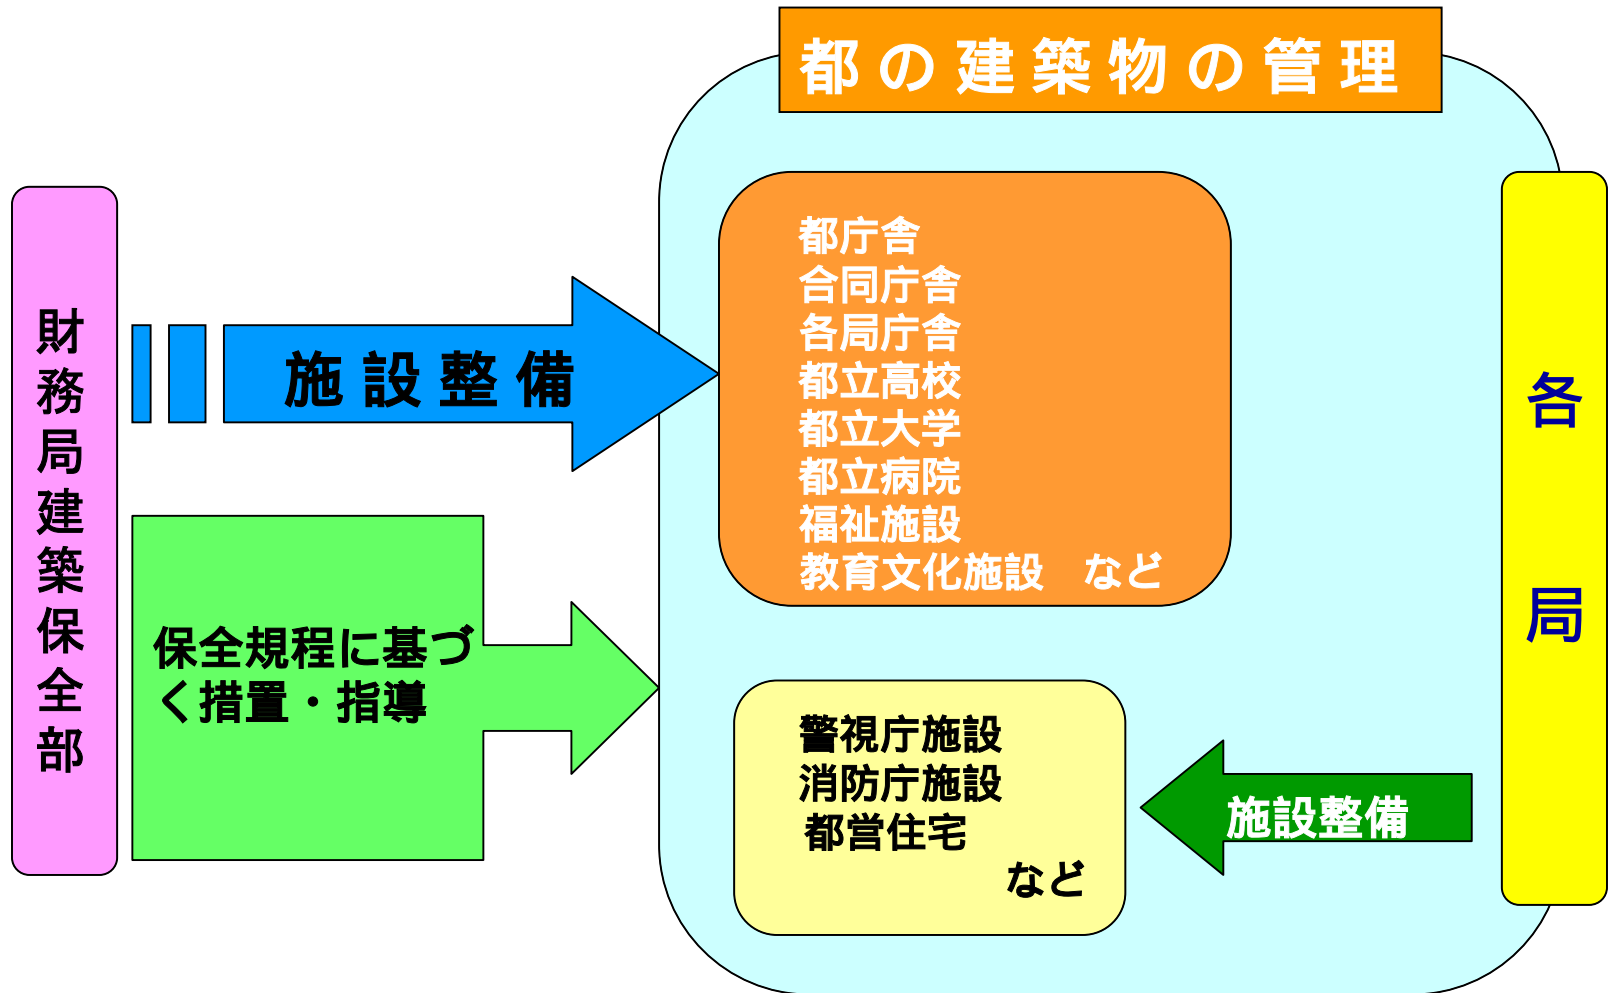 都の建築物の管理
財務局建築保全部
施設整備
保全規程に基づ
く措置・指導
都庁舎
合同庁舎
各局庁舎
都立高校
都立大学
都立病院
福祉施設
教育文化施設　など
警視庁施設
消防庁施設
都営住宅
など
施設整備
各局